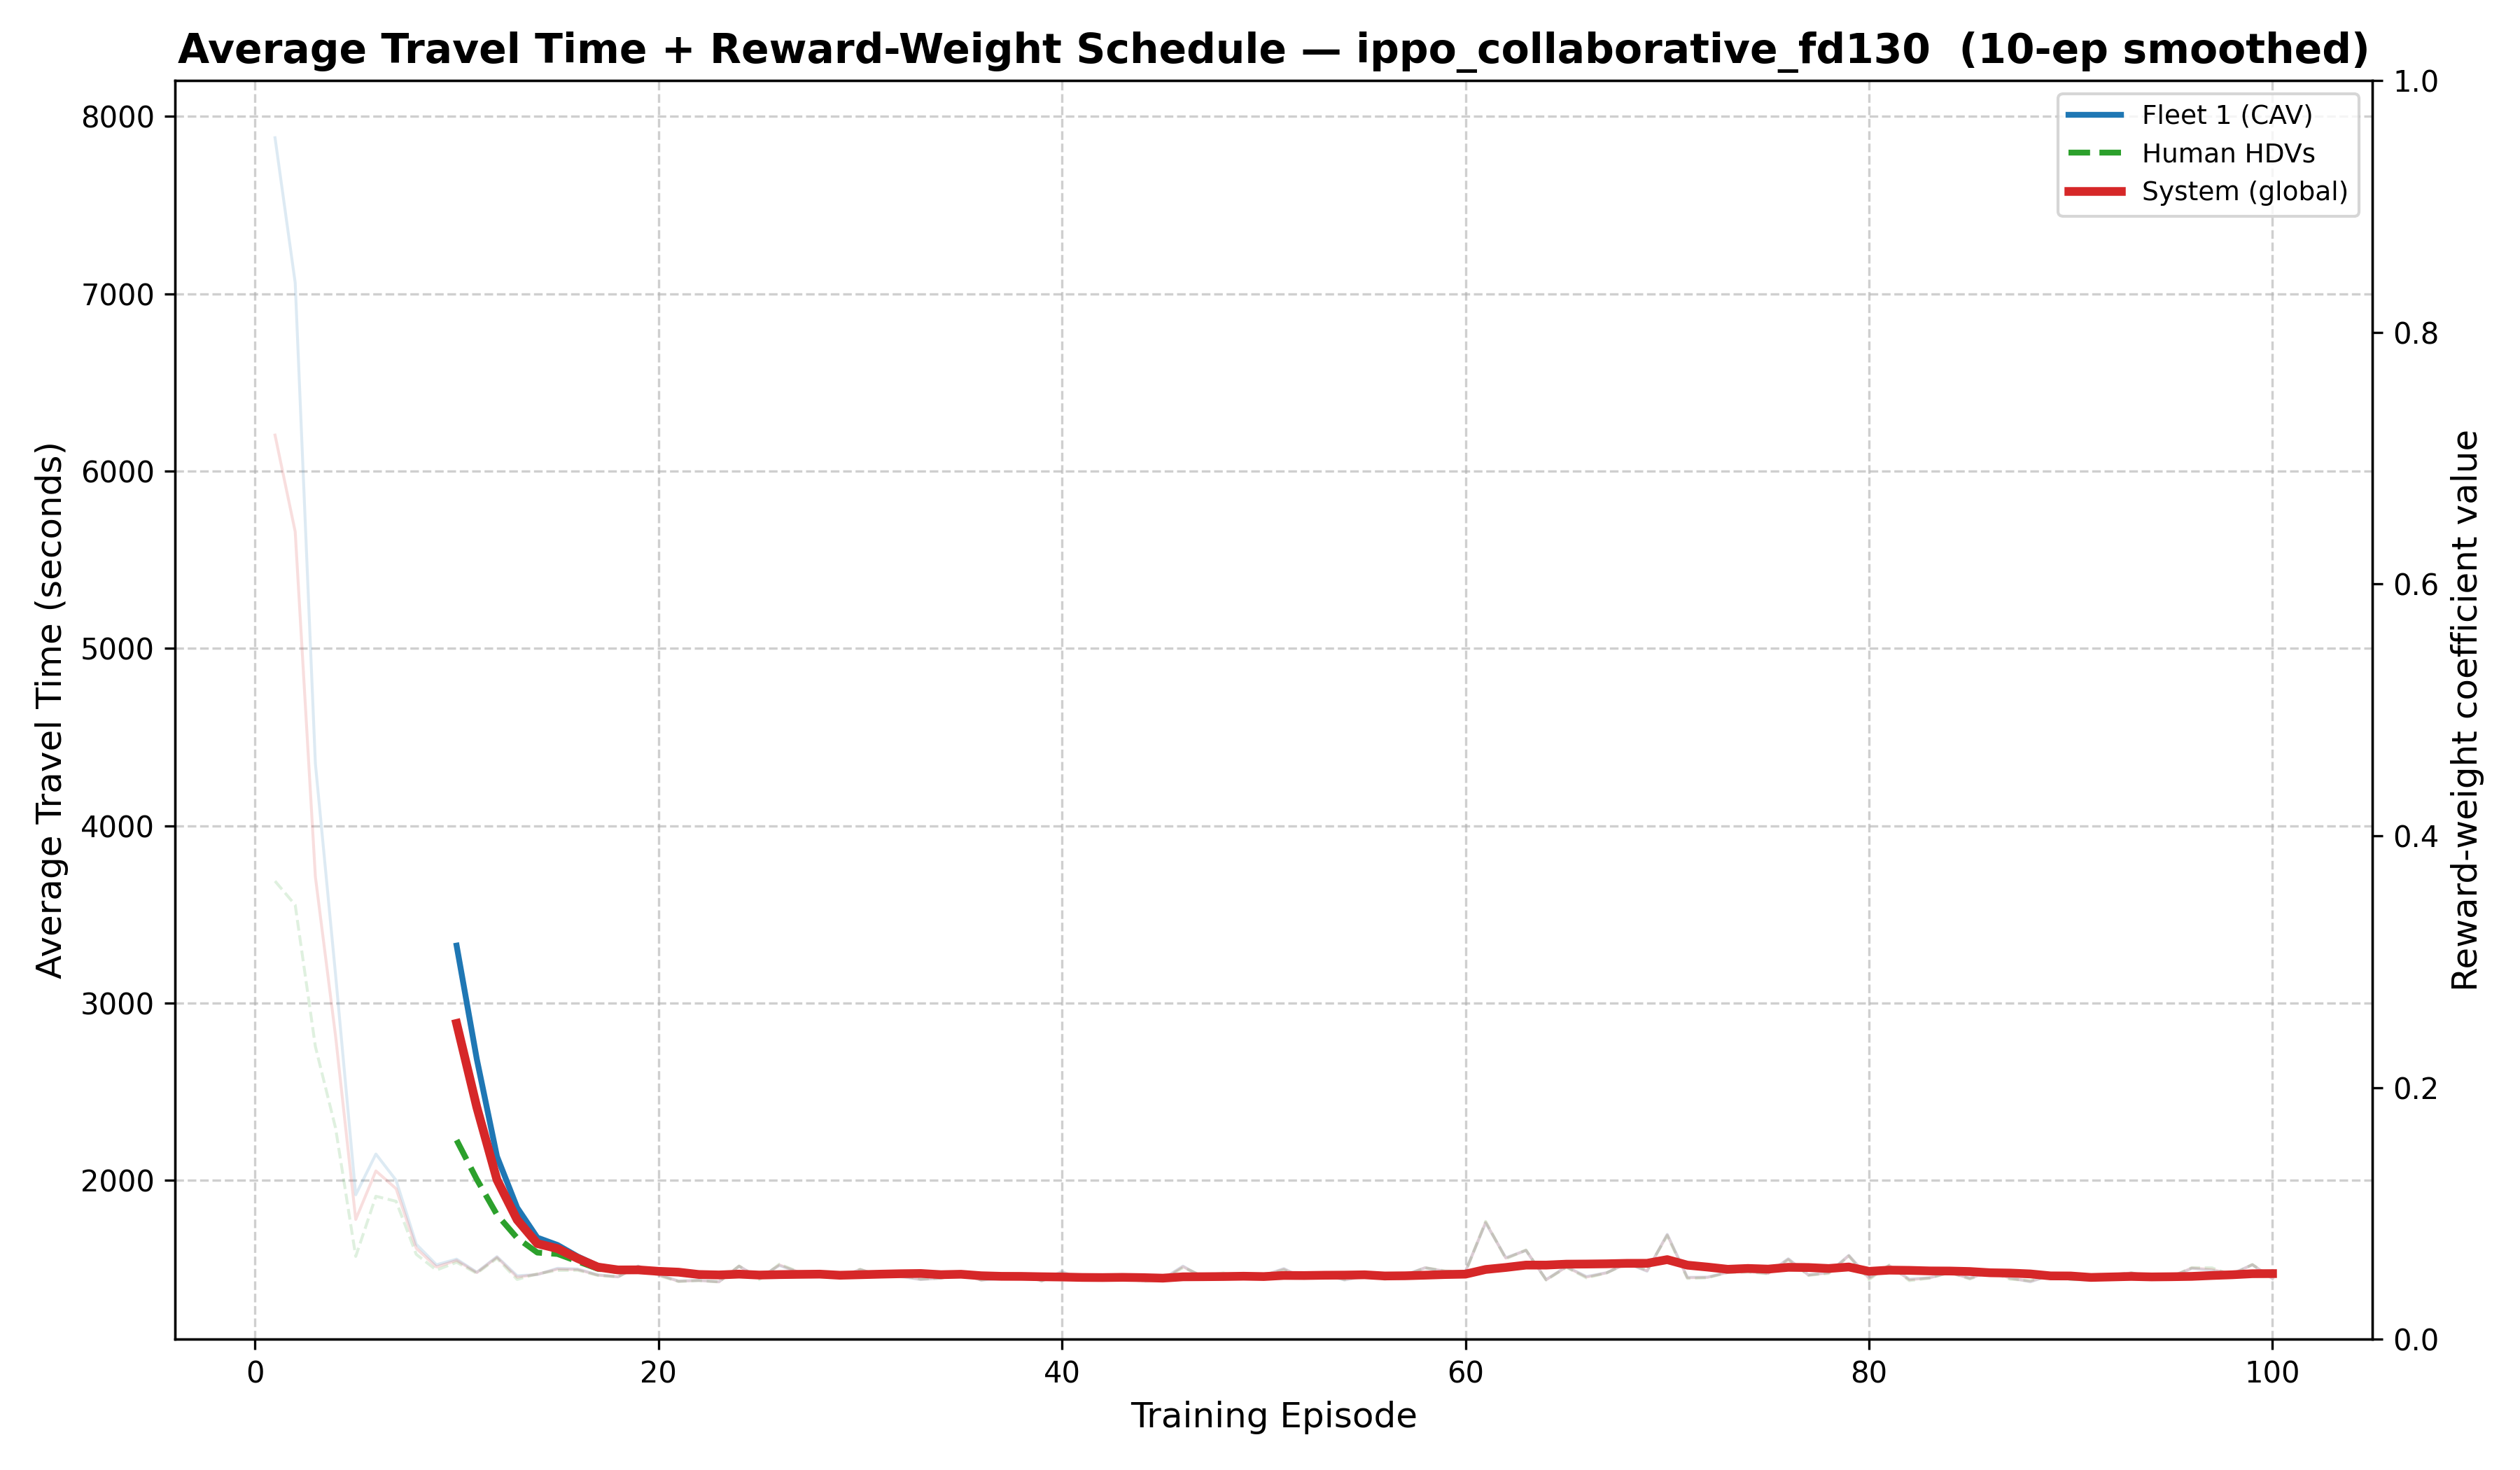 Average Travel Time + Reward-Weight Schedule — ippo_collaborative_fd130  (10-ep smoothed)
Fleet 1 (CAV)
Human HDVs
System (global)
Average Travel Time (seconds)
8000
7000
6000
5000
4000
3000
2000
1.0
0.8
0.6
0.4
0.2
0.0
Reward-weight coefficient value
0
20
40
60
80
100
Training Episode